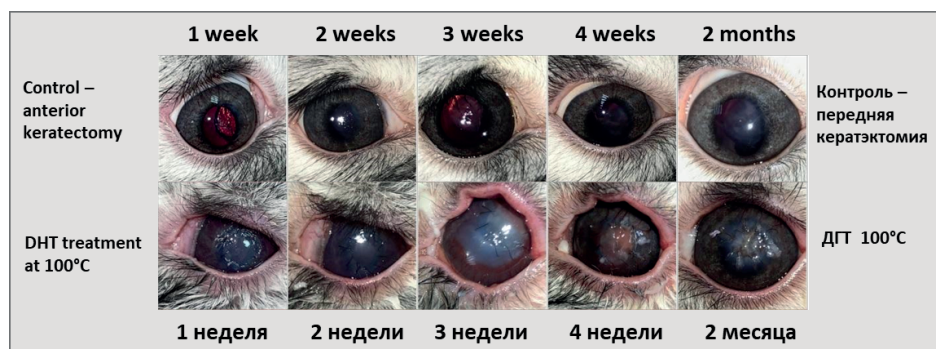 1 week 2 weeks 3 weeks 4 weeks 2 months
Control –
anterior
keratectomy
Контроль –
передняя
кератэктомия
DHT treatment
at 100°C
ДГТ 100°C
1 неделя 2 недели 3 недели 4 недели 2 месяца